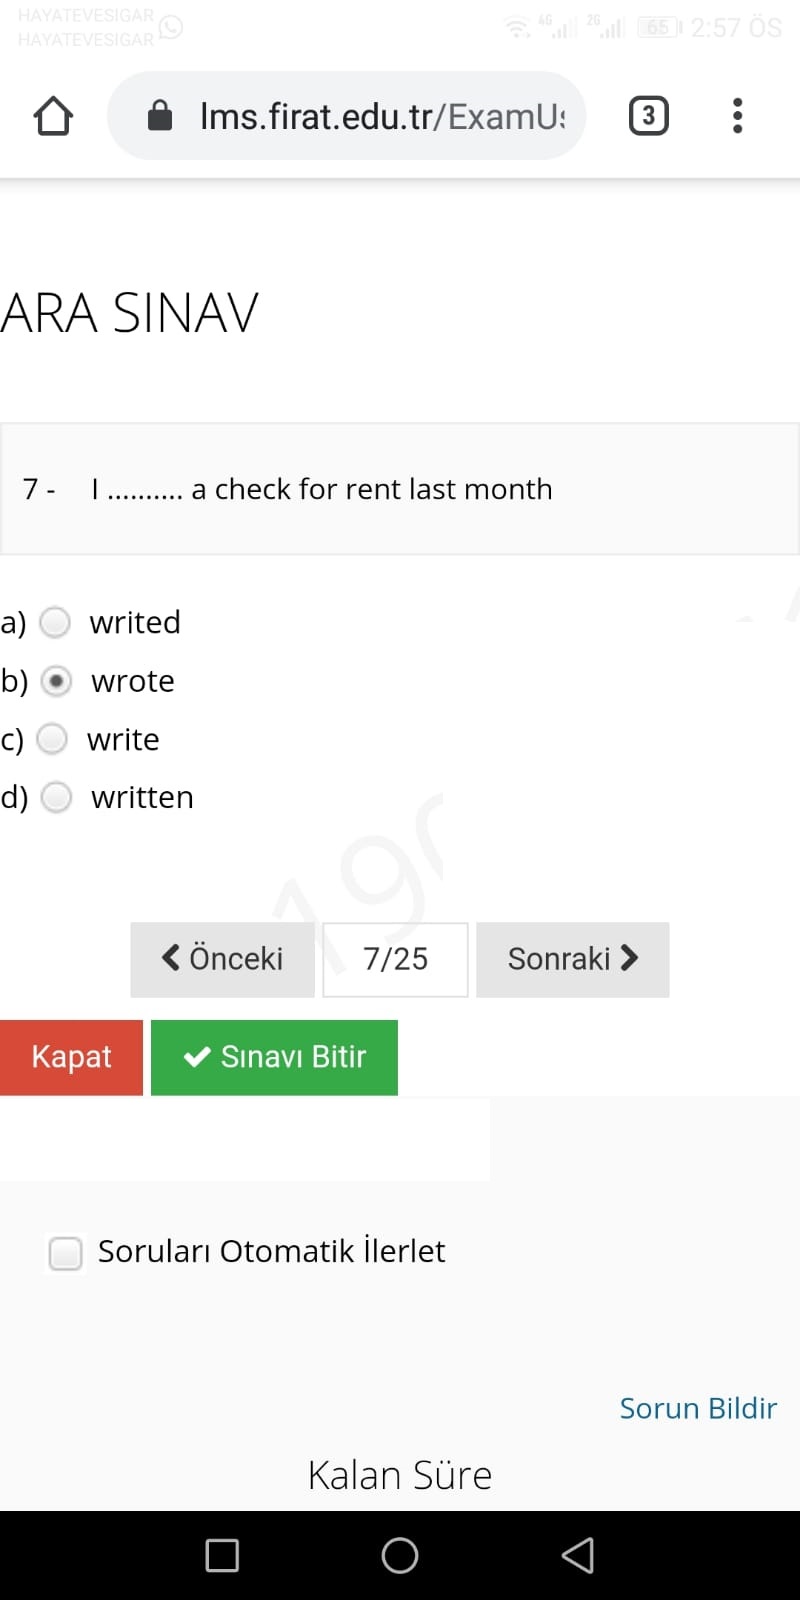 HAYATEVESIGAR
HAYATEVESIGAR
4G 2G 65 2:57 ÖS
lms.firat.edu.tr/ExamUs
3
ARA SINAV
7 - I .......... a check for rent last month
a) writed
b) wrote
c) write
d) written
19
Önceki 7/25 Sonraki
Kapat Sınavı Bitir
Soruları Otomatik İlerlet
Sorun Bildir
Kalan Süre